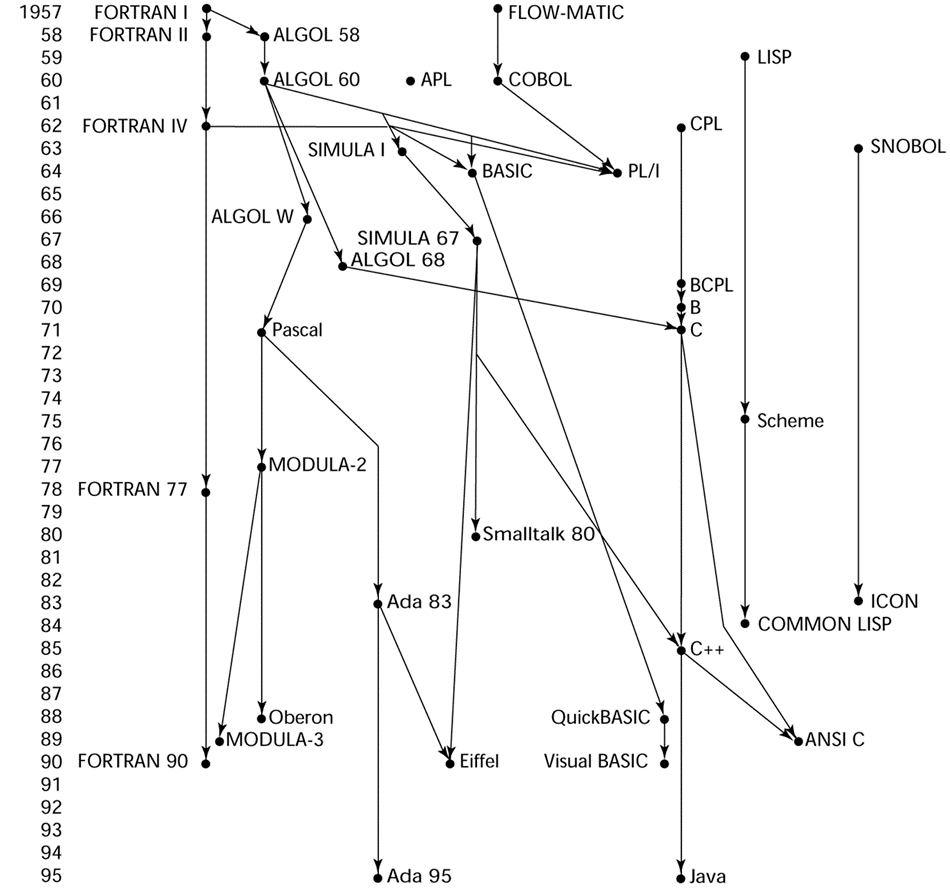 1957 FORTRAN I FLOW-MATIC
58 FORTRAN II ALGOL 58
59 LISP
60 ALGOL 60 APL COBOL
61
62 FORTRAN IV CPL
63 SIMULA I SNOBOL
64 BASIC PL/I
65
66 ALGOL W
67 SIMULA 67
68 ALGOL 68
69 BCPL
70 B
71 Pascal C
72
73
74
75 Scheme
76
77 MODULA-2
78 FORTRAN 77
79
80 Smalltalk 80
81
82
83 Ada 83 ICON
84 COMMON LISP
85 C++
86
87
88 Oberon QuickBASIC
89 MODULA-3 ANSI C
90 FORTRAN 90 Eiffel Visual BASIC
91
92
93
94
95 Ada 95 Java